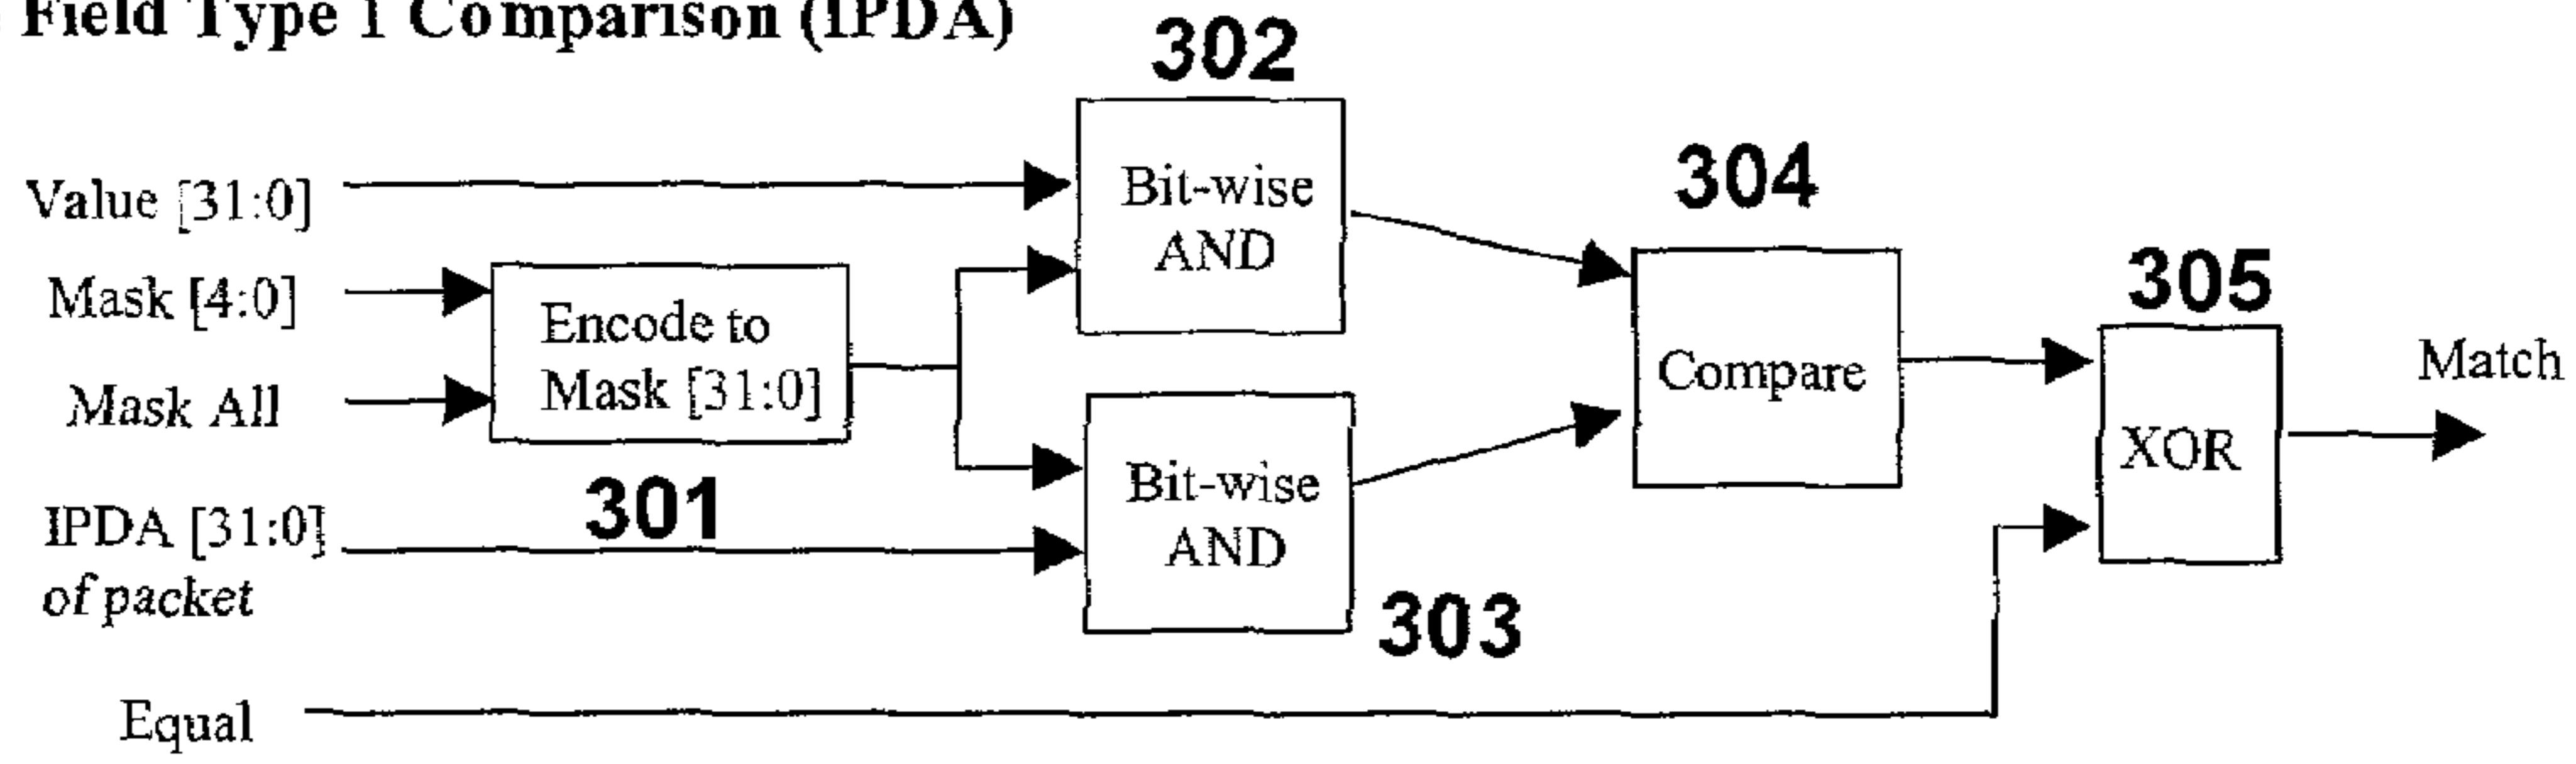 Field Type 1 Comparison (IPDA)
302
Value [31:0]
Bit-wise
AND
304
Mask [4:0]
305
Encode to
Mask [31:0]
Compare
Match
Mask All
XOR
Bit-wise
AND
301
IPDA [31:0]
of packet
303
Equal